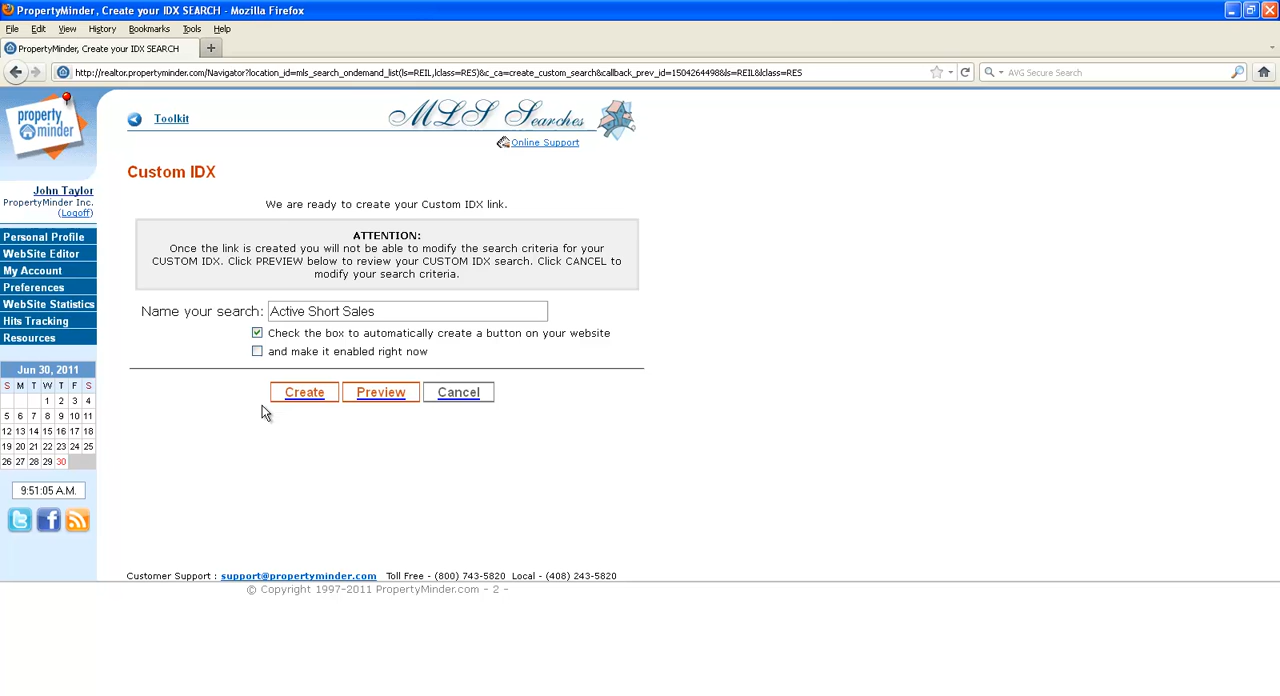 PropertyMinder, Create your IDX SEARCH - Mozilla Firefox
File Edit View History Bookmarks Tools Help
PropertyMinder, Create your IDX SEARCH
http://realtor.propertyminder.com/Navigator?location_id=mls_search_ondemand_list(ls=REIL,lclass=RES)&c_ca=create_custom_search&callback_prev_id=1504264498&ls=REIL&lclass=RES
AVG Secure Search
property
minder
Toolkit
MLS Searches
Online Support
John Taylor
PropertyMinder Inc.
(Logoff)
Personal Profile
WebSite Editor
My Account
Preferences
WebSite Statistics
Hits Tracking
Resources
Custom IDX
We are ready to create your Custom IDX link.
ATTENTION:
Once the link is created you will not be able to modify the search criteria for your
CUSTOM IDX. Click PREVIEW below to review your CUSTOM IDX search. Click CANCEL to
modify your search criteria.
Name your search: Active Short Sales
Check the box to automatically create a button on your website
and make it enabled right now
Create Preview Cancel
Jun 30, 2011
S M T W T F S
1 2 3 4
5 6 7 8 9 10 11
12 13 14 15 16 17 18
19 20 21 22 23 24 25
26 27 28 29 30
9:51:05 A.M.
Customer Support : support@propertyminder.com Toll Free - (800) 743-5820 Local - (408) 243-5820
© Copyright 1997-2011 PropertyMinder.com - 2 -